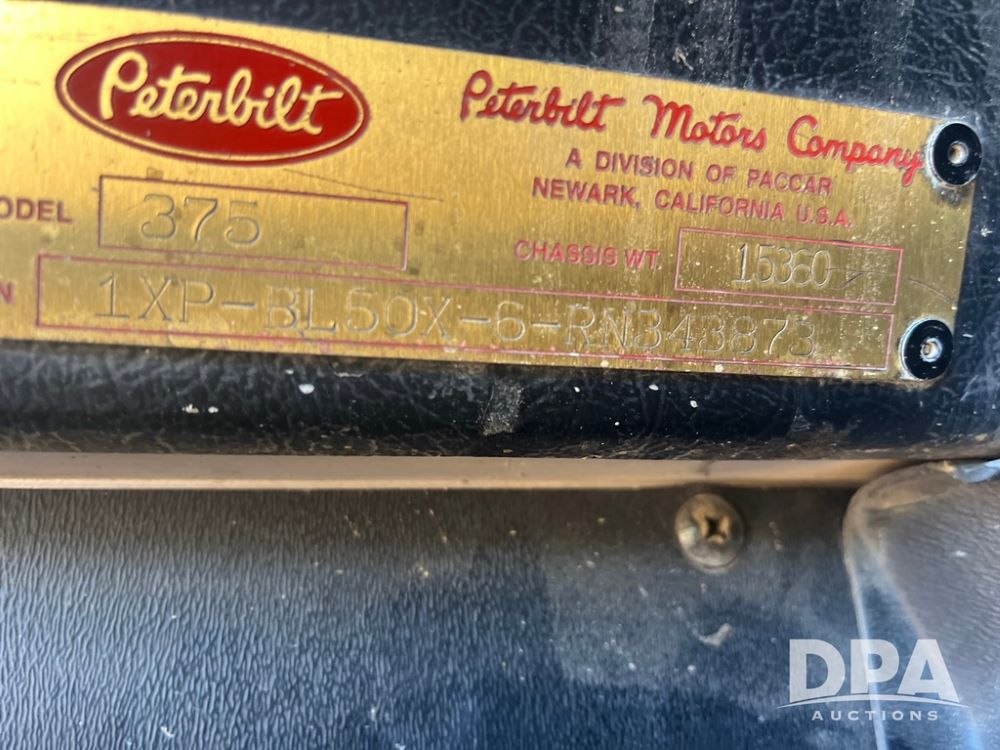 Peterbilt
Peterbilt Motors Company
A DIVISION OF PACCAR
NEWARK, CALIFORNIA U.S.A.
ODEL 375
CHASSIS WT. 15360
N 1XP-BL50X-6-RN343873
DPA
AUCTIONS